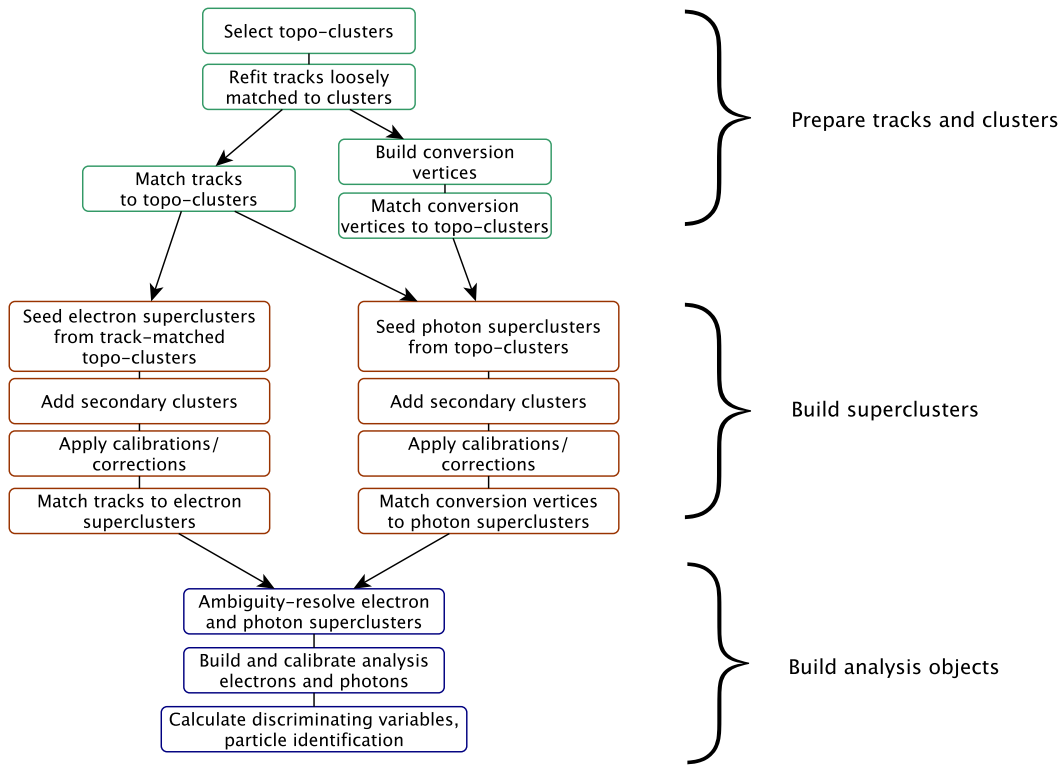 Select topo-clusters
Refit tracks loosely
matched to clusters
Prepare tracks and clusters
Build conversion
vertices
Match tracks
to topo-clusters
Match conversion
vertices to topo-clusters
Seed electron superclusters
from track-matched
topo-clusters
Seed photon superclusters
from topo-clusters
Add secondary clusters
Add secondary clusters
Build superclusters
Apply calibrations/
corrections
Apply calibrations/
corrections
Match tracks to electron
superclusters
Match conversion vertices
to photon superclusters
Ambiguity-resolve electron
and photon superclusters
Build and calibrate analysis
electrons and photons
Build analysis objects
Calculate discriminating variables,
particle identification